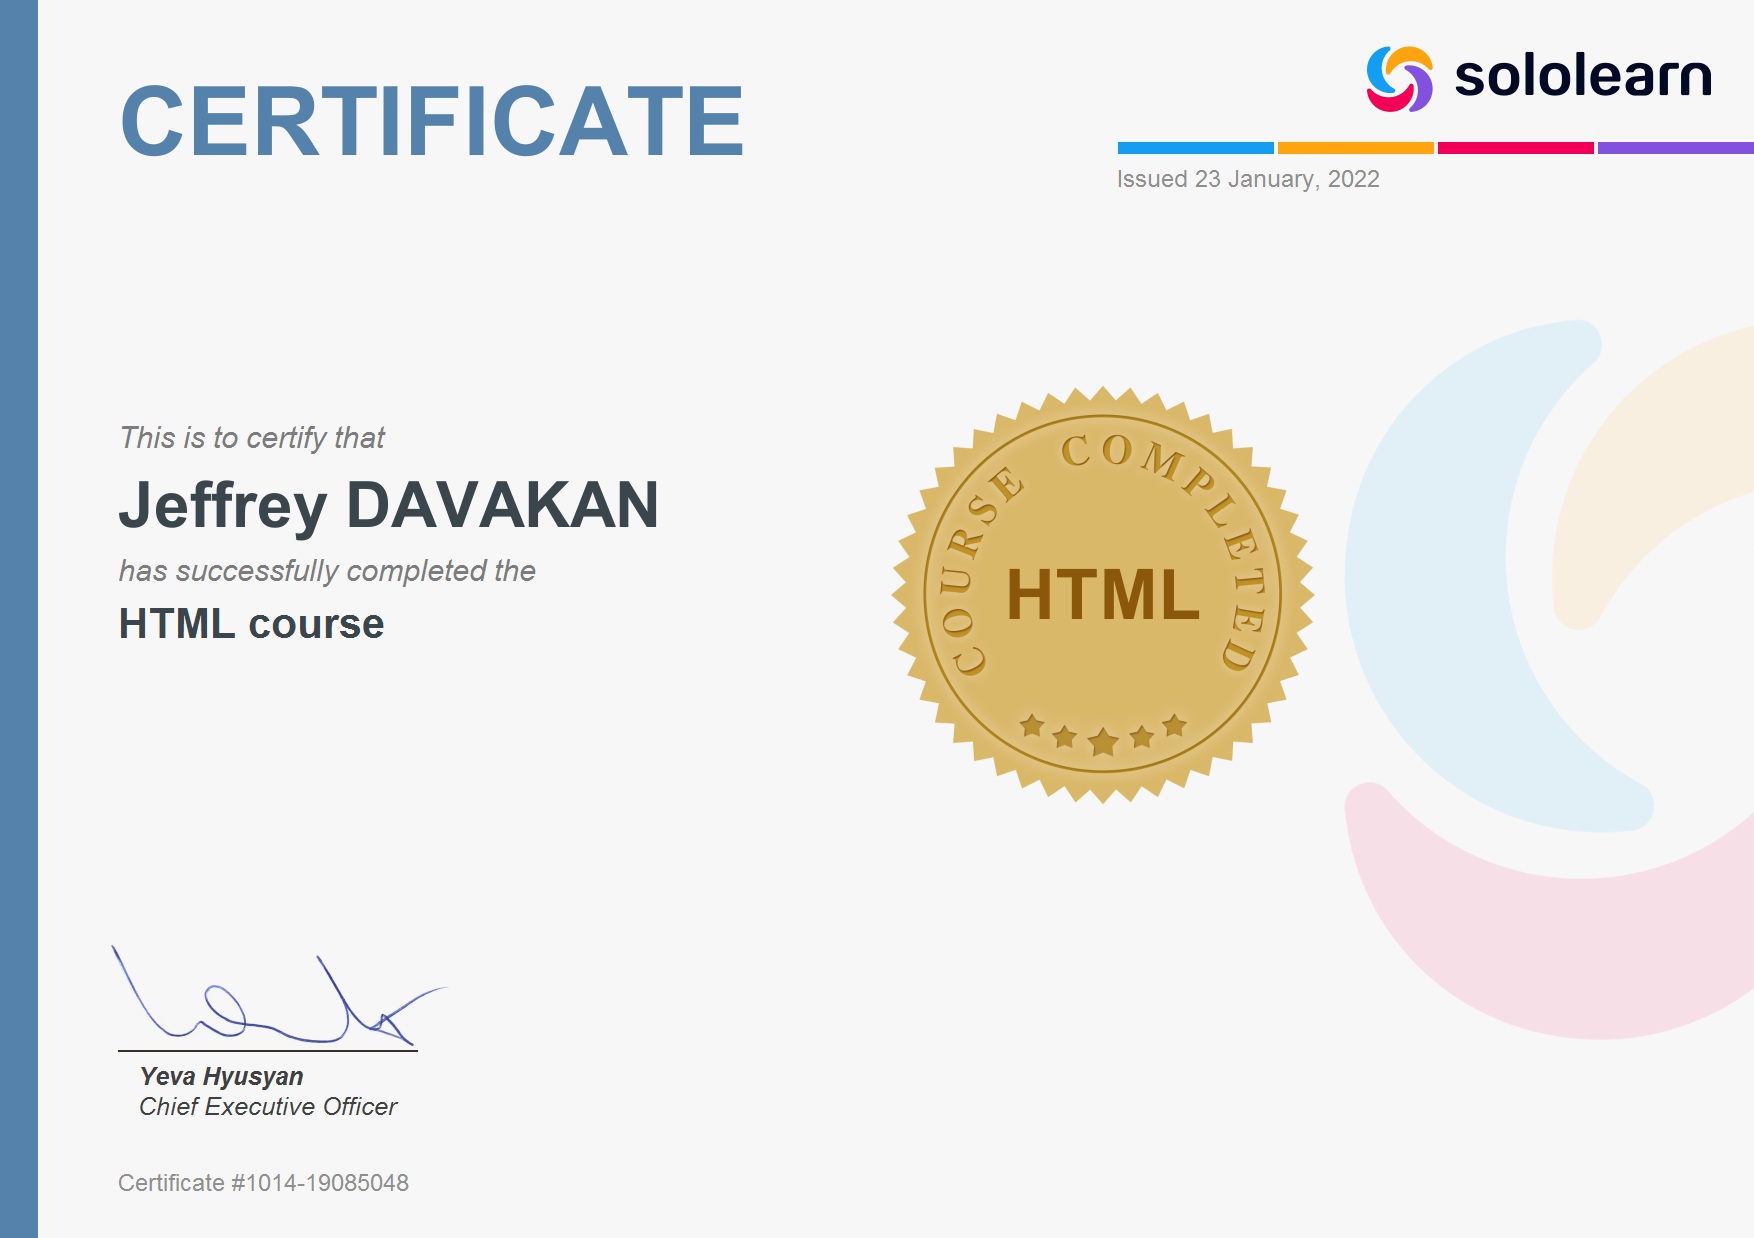 CERTIFICATE
sololearn
Issued 23 January, 2022
This is to certify that
Jeffrey DAVAKAN
has successfully completed the
HTML course
COURSE COMPLETED
HTML
Yeva Hyusyan
Chief Executive Officer
Certificate #1014-19085048